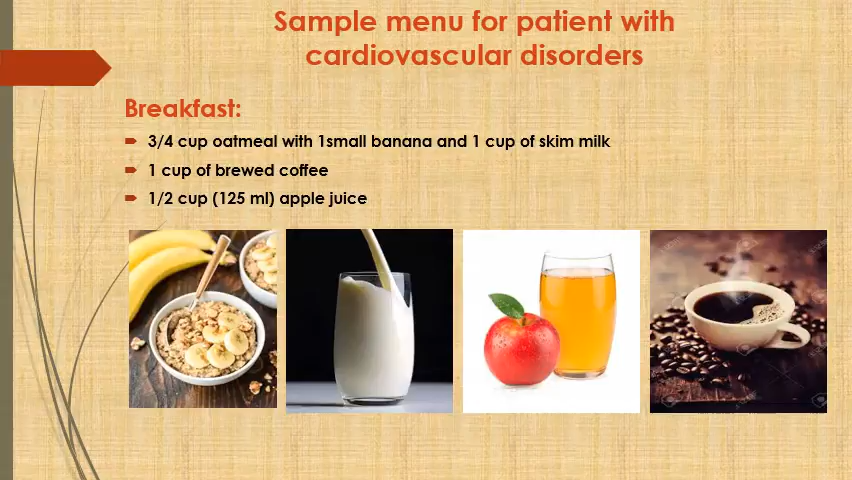 Sample menu for patient with
cardiovascular disorders
Breakfast:
3/4 cup oatmeal with 1small banana and 1 cup of skim milk
1 cup of brewed coffee
1/2 cup (125 ml) apple juice